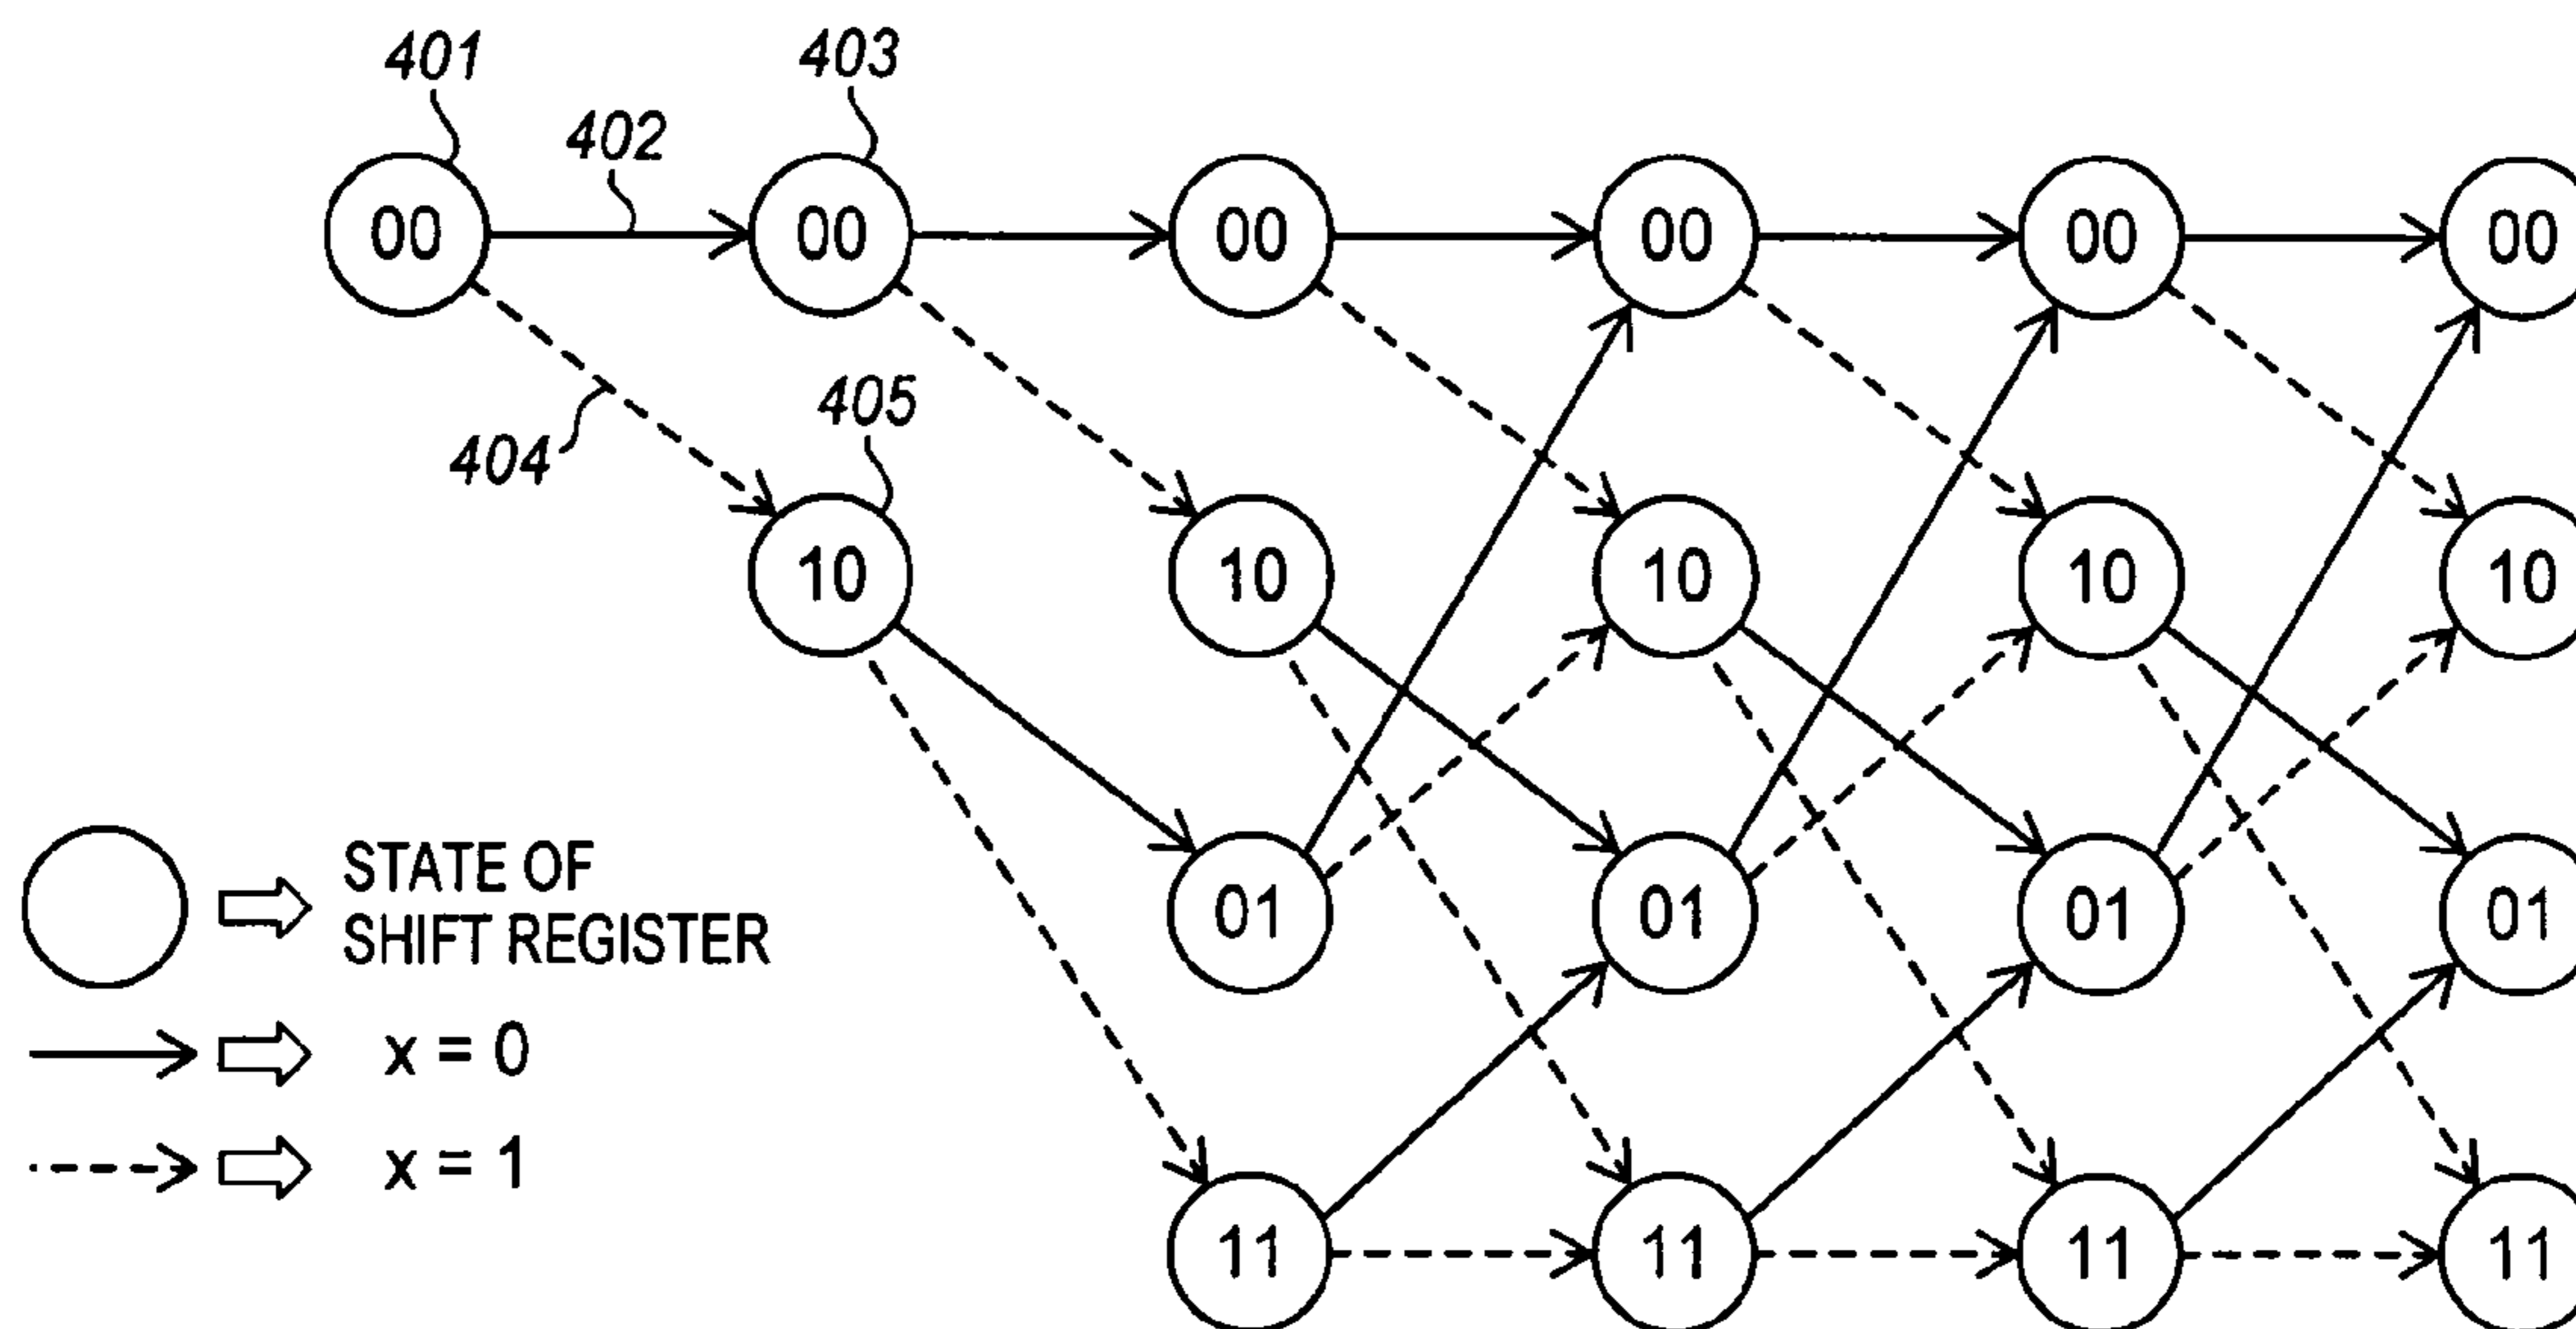 401
403
402
00 00 00 00 00 00
405
404
10 10 10 10 10
STATE OF
SHIFT REGISTER
01 01 01 01
x = 0
x = 1
11 11 11 11